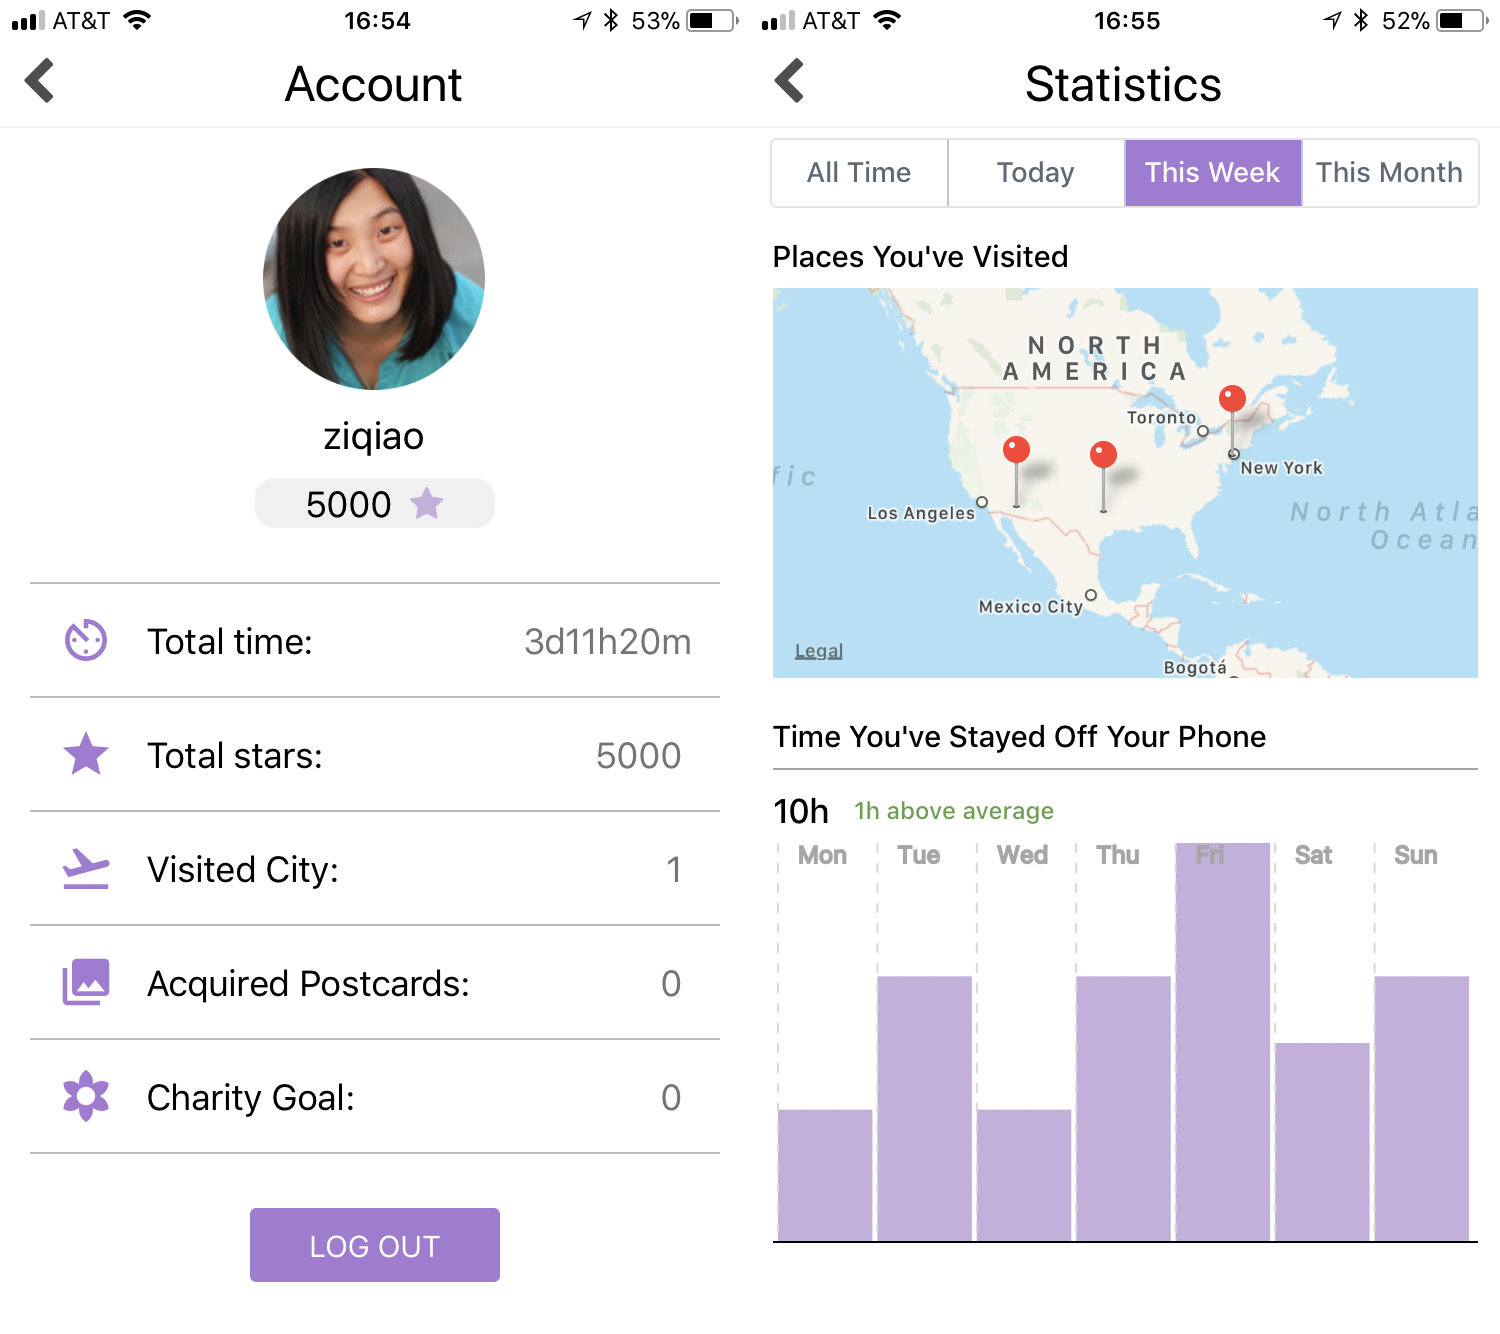 AT&T 16:54 53%
Account
ziqiao
5000
Total time: 3d11h20m
Total stars: 5000
Visited City: 1
Acquired Postcards: 0
Charity Goal: 0
LOG OUT
AT&T 16:55 52%
Statistics
All Time Today This Week This Month
Places You've Visited
NORTH
AMERICA
Toronto
New York
fic
Los Angeles
North Atla
Ocean
Mexico City
Legal
Bogotá
Time You've Stayed Off Your Phone
10h 1h above average
Mon Tue Wed Thu Fri Sat Sun